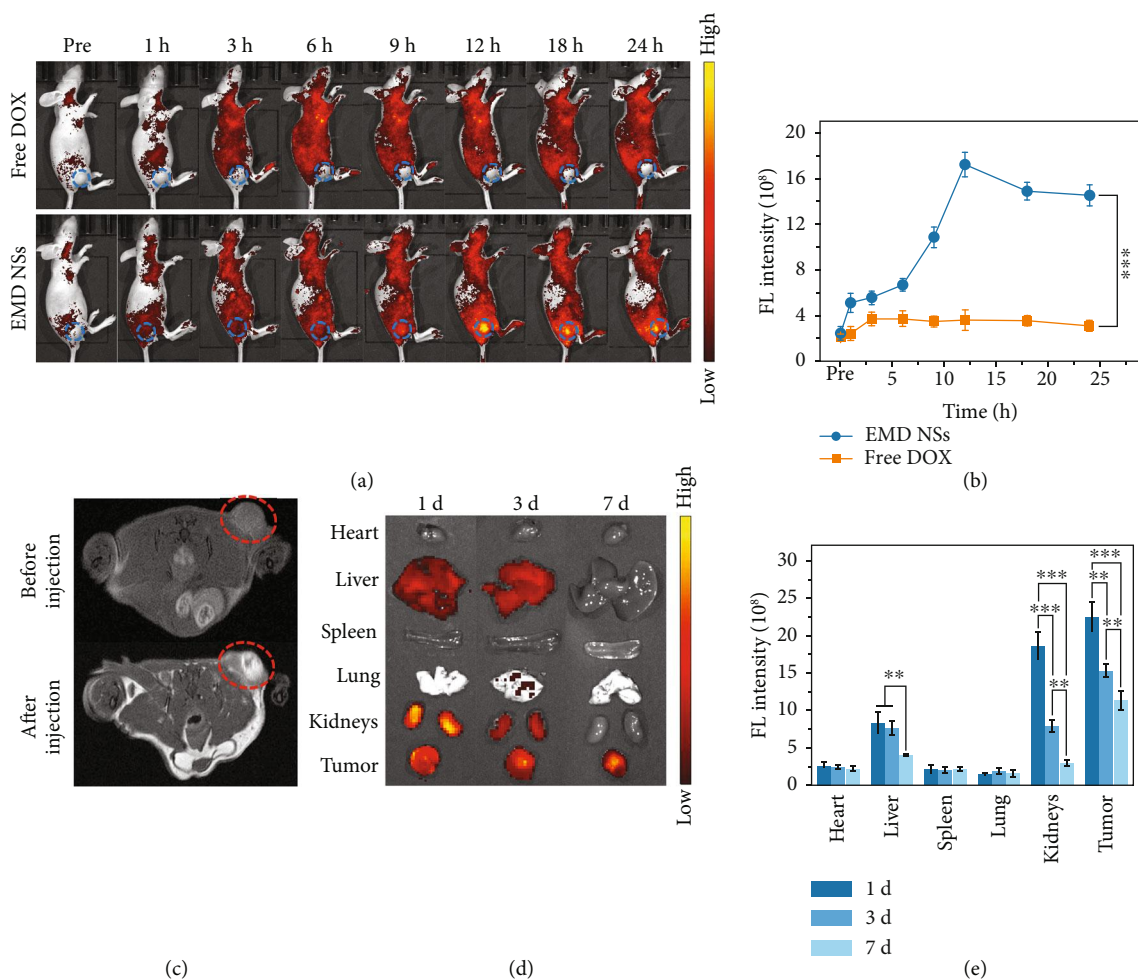 Pre 1 h 3 h 6 h 9 h 12 h 18 h 24 h
Free DOX
EMD NSs
High
Low
(a)
20
16
12
8
4
0
FL intensity (10⁸)
Pre 5 10 15 20 25
Time (h)
***
EMD NSs
Free DOX
(b)
Before injection
After injection
(c)
1 d 3 d 7 d
Heart
Liver
Spleen
Lung
Kidneys
Tumor
High
Low
(d)
30
25
20
15
10
5
0
FL intensity (10⁸)
**
***
***
**
***
**
**
Heart Liver Spleen Lung Kidneys Tumor
1 d
3 d
7 d
(e)